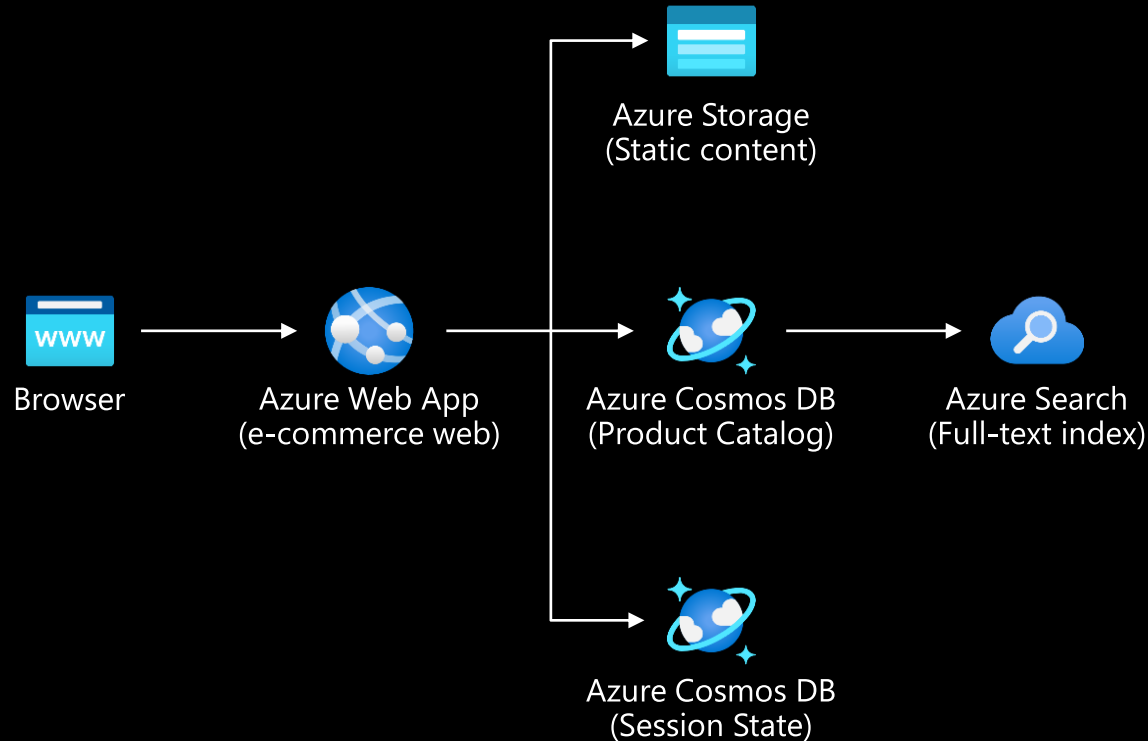 Azure Storage
(Static content)
www
Browser
Azure Web App
(e-commerce web)
Azure Cosmos DB
(Product Catalog)
Azure Search
(Full-text index)
Azure Cosmos DB
(Session State)